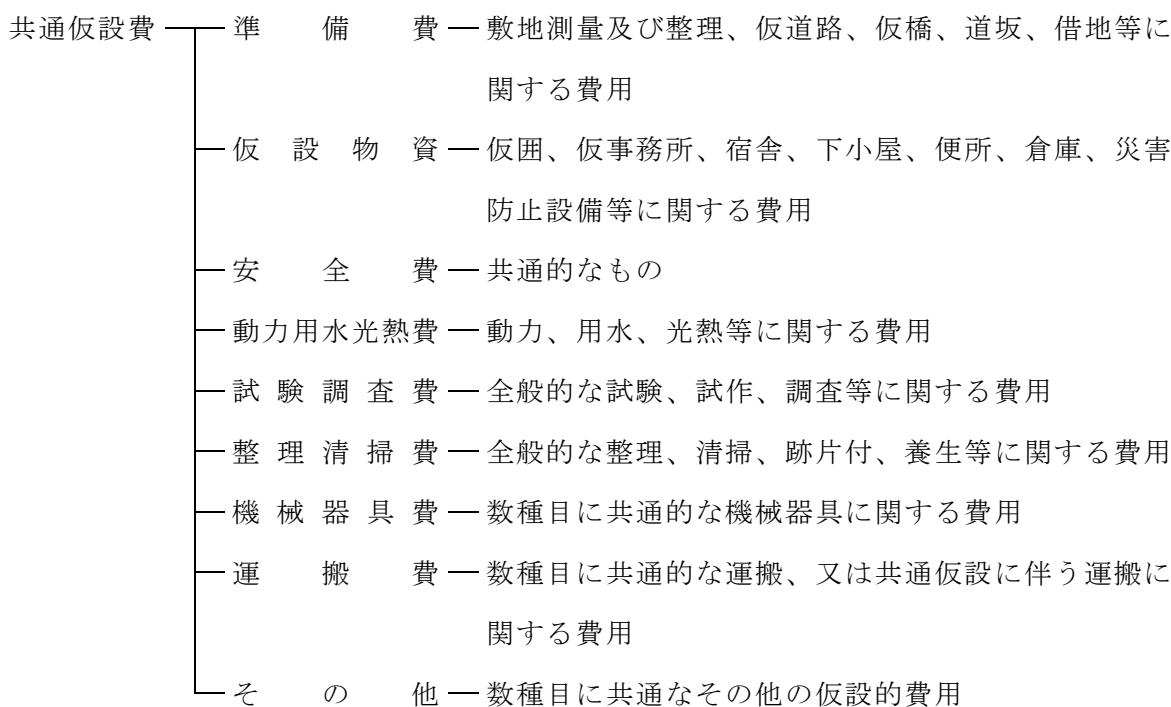 共通仮設費 準備費 敷地測量及び整理、仮道路、仮橋、道坂、借地等に
関する費用
仮設物資 仮囲、仮事務所、宿舎、下小屋、便所、倉庫、災害
防止設備等に関する費用
安全費 共通的なもの
動力用水光熱費 動力、用水、光熱等に関する費用
試験調査費 全般的な試験、試作、調査等に関する費用
整理清掃費 全般的な整理、清掃、跡片付、養生等に関する費用
機械器具費 数種目に共通的な機械器具に関する費用
運搬費 数種目に共通的な運搬、又は共通仮設に伴う運搬に
関する費用
その他 数種目に共通なその他の仮設的費用